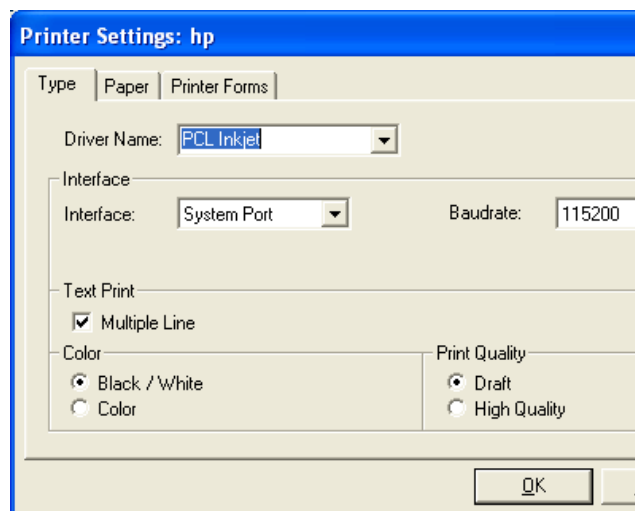 Printer Settings: hp
Type Paper Printer Forms
Driver Name: PCL Inkjet
Interface
Interface: System Port Baudrate: 115200
Text Print
Multiple Line
Color Print Quality
Black / White Draft
Color High Quality
OK